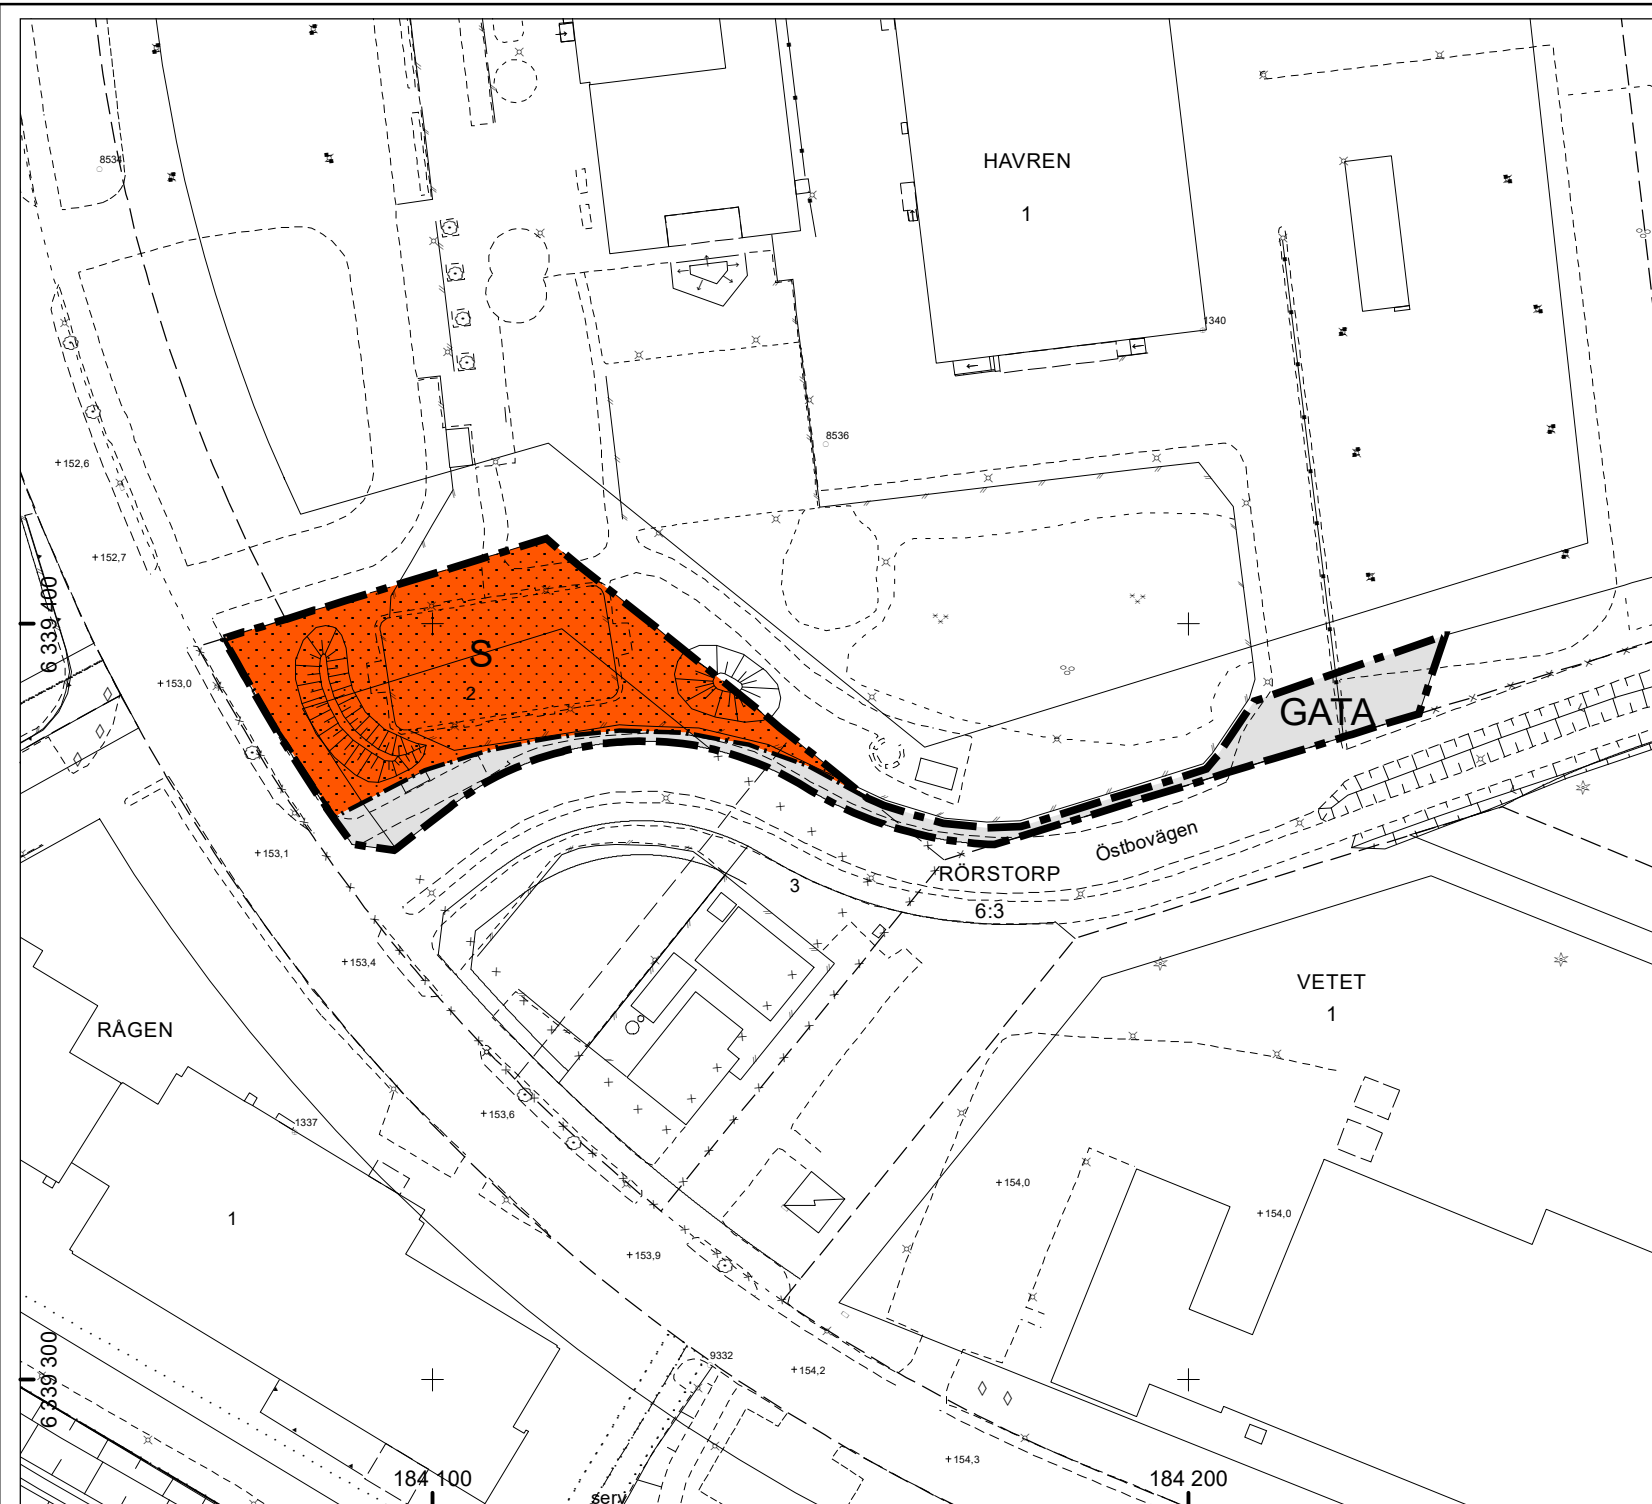 8534
HAVREN
1
1340
8536
+152,6
+152,7
6 339 400
S
2
+153,0
GATA
Östbovägen
+153,1
RÖRSTORP
3
6:3
+153,4
VETET
1
RÅGEN
+153,6
1337
+154,0
+154,0
1
+153,9
9332
+154,2
6 339 300
+154,3
184 100
184 200
serv